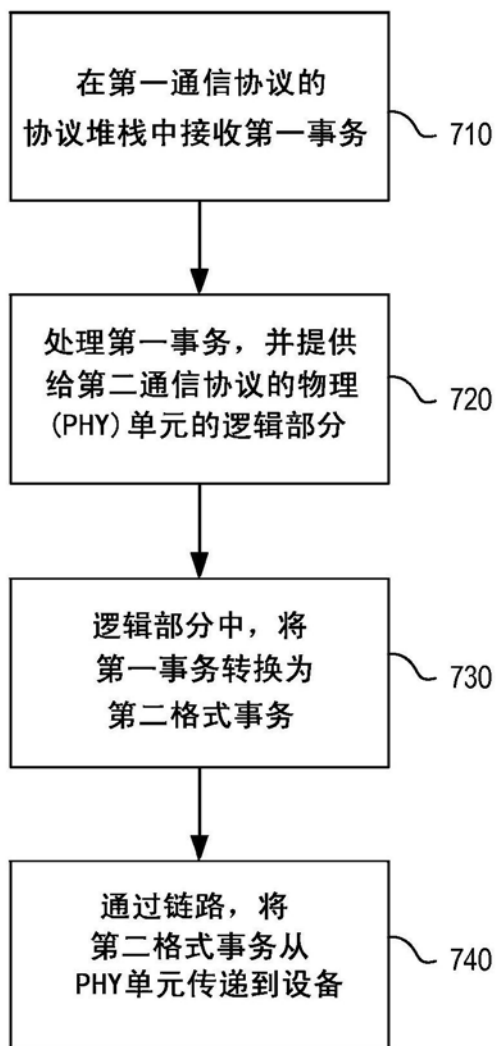 在第一通信协议的
协议堆栈中接收第一事务
710
处理第一事务，并提供
给第二通信协议的物理
(PHY)单元的逻辑部分
720
逻辑部分中，将
第一事务转换为
第二格式事务
730
通过链路，将
第二格式事务从
PHY单元传递到设备
740